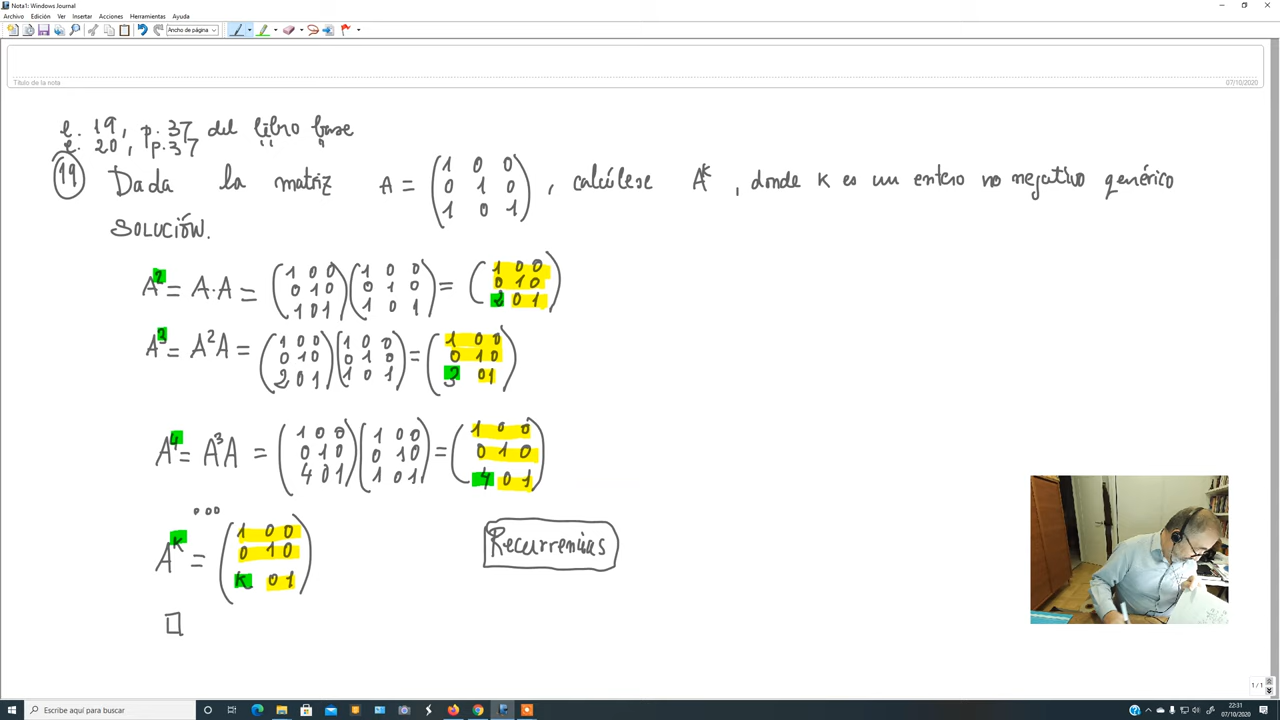 Nota1: Windows Journal
Archivo Edición Ver Insertar Acciones Herramientas Ayuda
Ancho de página
Título de la nota
07/10/2020
e. 19, p. 37 del libro base
e. 20, p. 37 " "
19 Dada la matriz A = (1 0 0 / 0 1 0 / 1 0 1), calcúlese A^k, donde k es un entero no negativo genérico
SOLUCIÓN.
A^2 = A·A = (1 0 0 / 0 1 0 / 1 0 1)(1 0 0 / 0 1 0 / 1 0 1) = (1 0 0 / 0 1 0 / 2 0 1)
A^3 = A^2 A = (1 0 0 / 0 1 0 / 2 0 1)(1 0 0 / 0 1 0 / 1 0 1) = (1 0 0 / 0 1 0 / 3 0 1)
A^4 = A^3 A = (1 0 0 / 0 1 0 / 4 0 1)(1 0 0 / 0 1 0 / 1 0 1) = (1 0 0 / 0 1 0 / 4 0 1)
...
A^k = (1 0 0 / 0 1 0 / k 0 1)
Recurrencias
1 / 1
Escribe aquí para buscar
22:31
07/10/2020